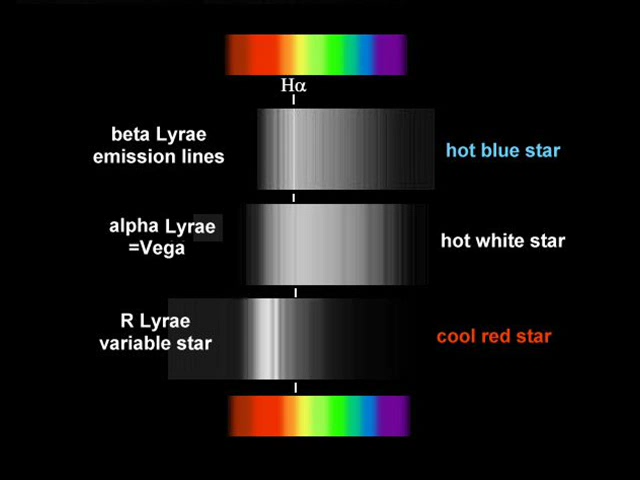 Hα
beta Lyrae
emission lines
hot blue star
alpha Lyrae
=Vega
hot white star
R Lyrae
variable star
cool red star